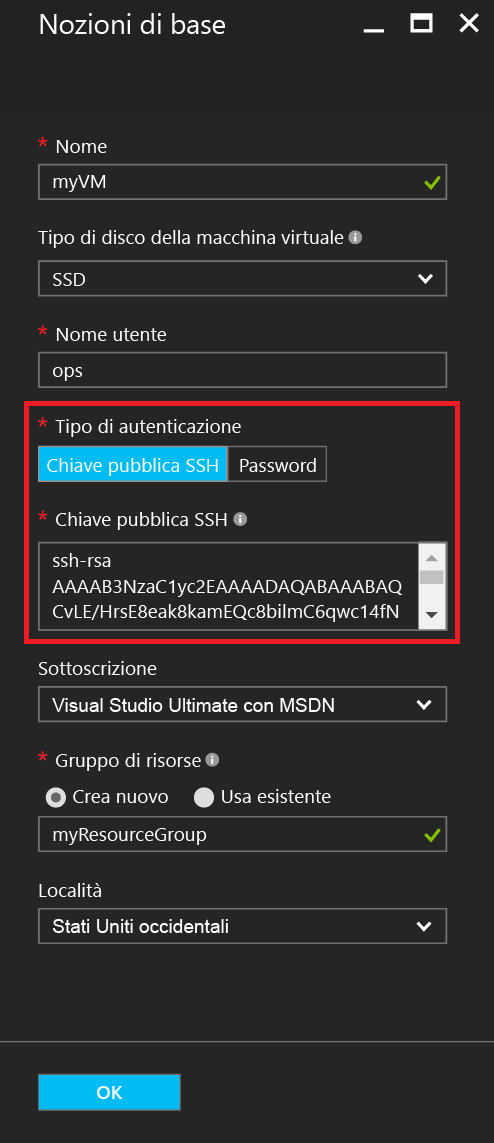 Nozioni di base
* Nome
myVM
Tipo di disco della macchina virtuale
SSD
* Nome utente
ops
* Tipo di autenticazione
Chiave pubblica SSH Password
* Chiave pubblica SSH
ssh-rsa
AAAAB3NzaC1yc2EAAAADAQABAAABAQ
CvLE/HrsE8eak8kamEQc8bilmC6qwc14fN
Sottoscrizione
Visual Studio Ultimate con MSDN
* Gruppo di risorse
Crea nuovo Usa esistente
myResourceGroup
Località
Stati Uniti occidentali
OK